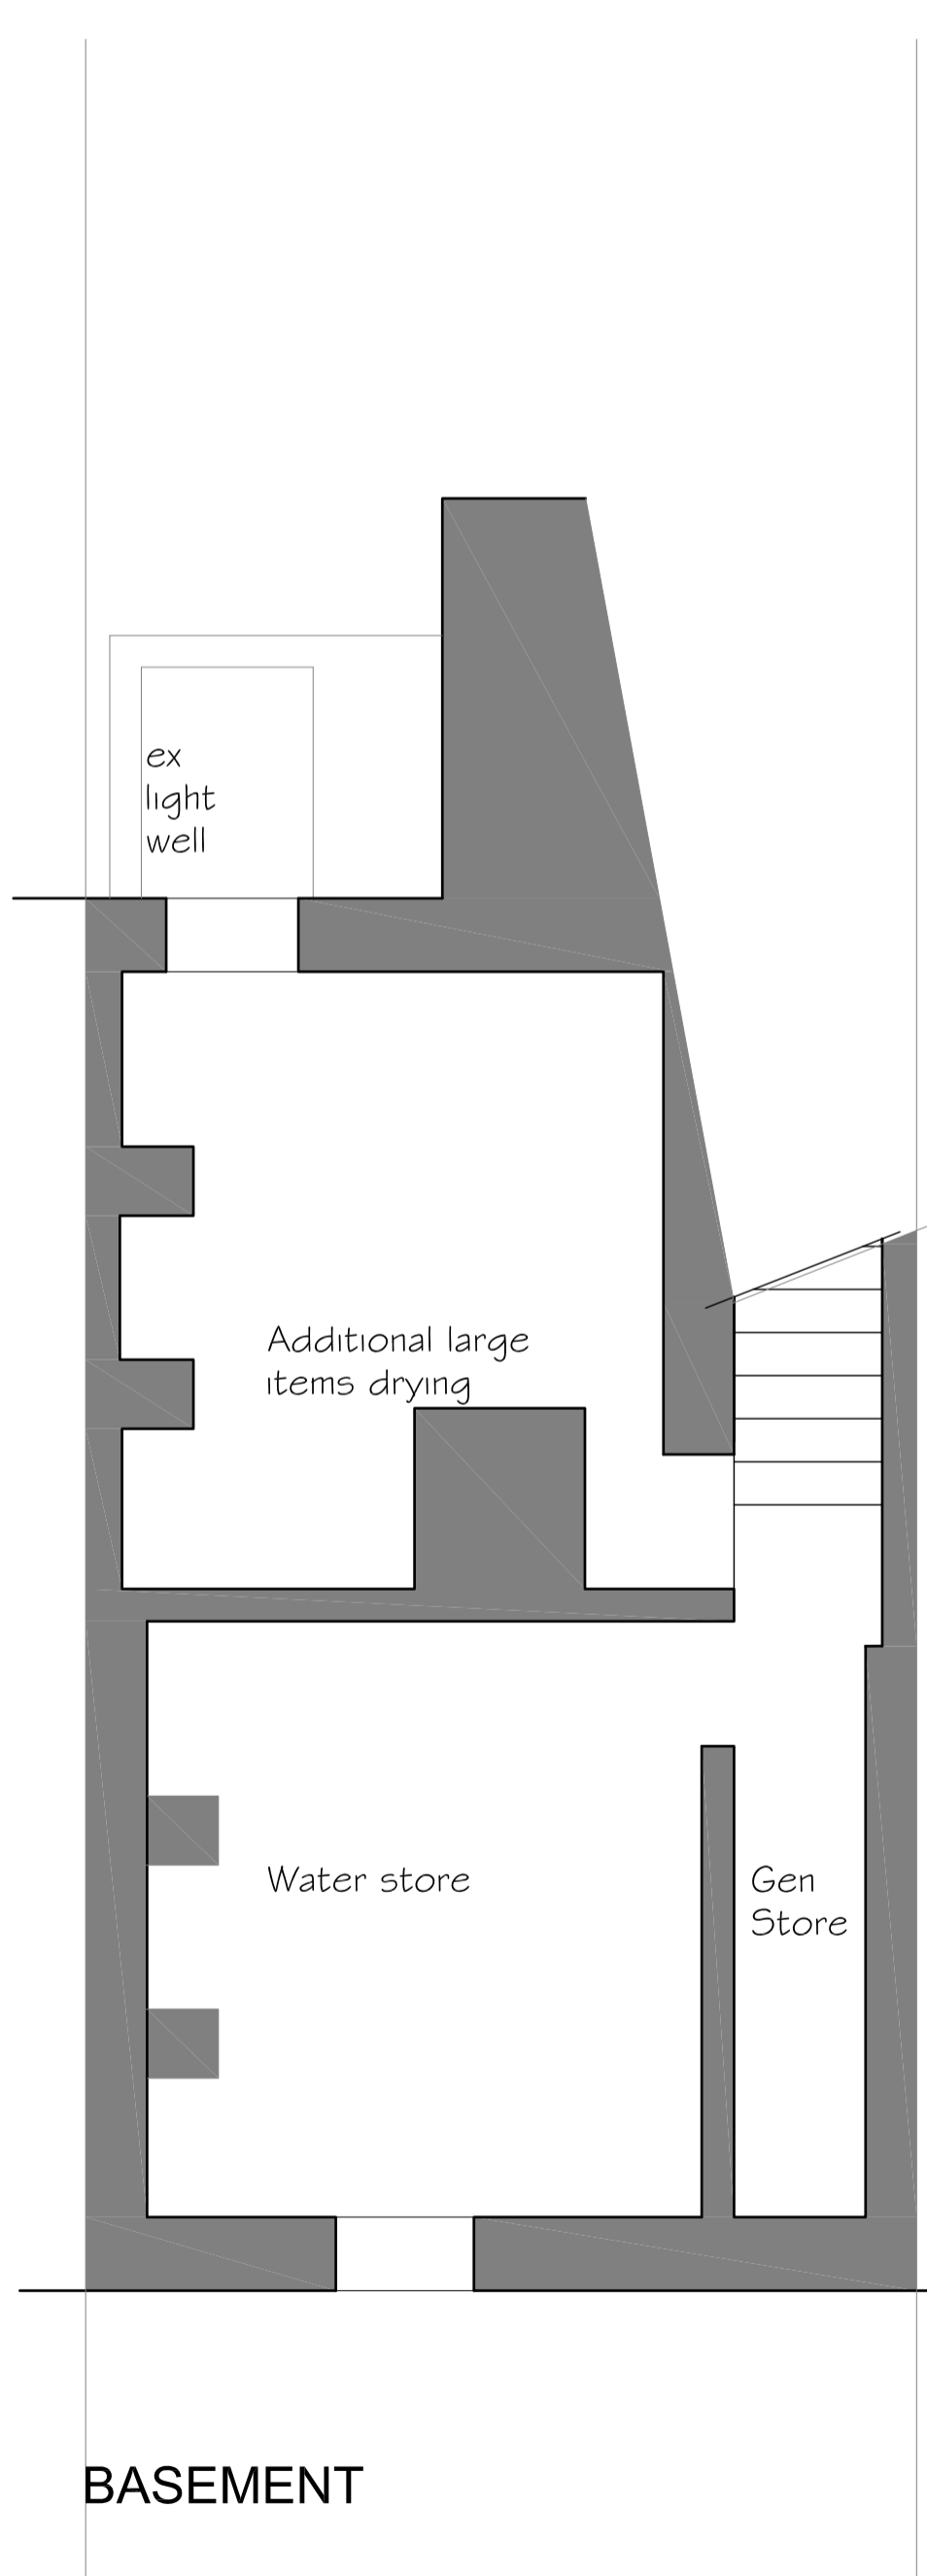 ex
light
well
Additional large
items drying
Water store
Gen
Store
BASEMENT